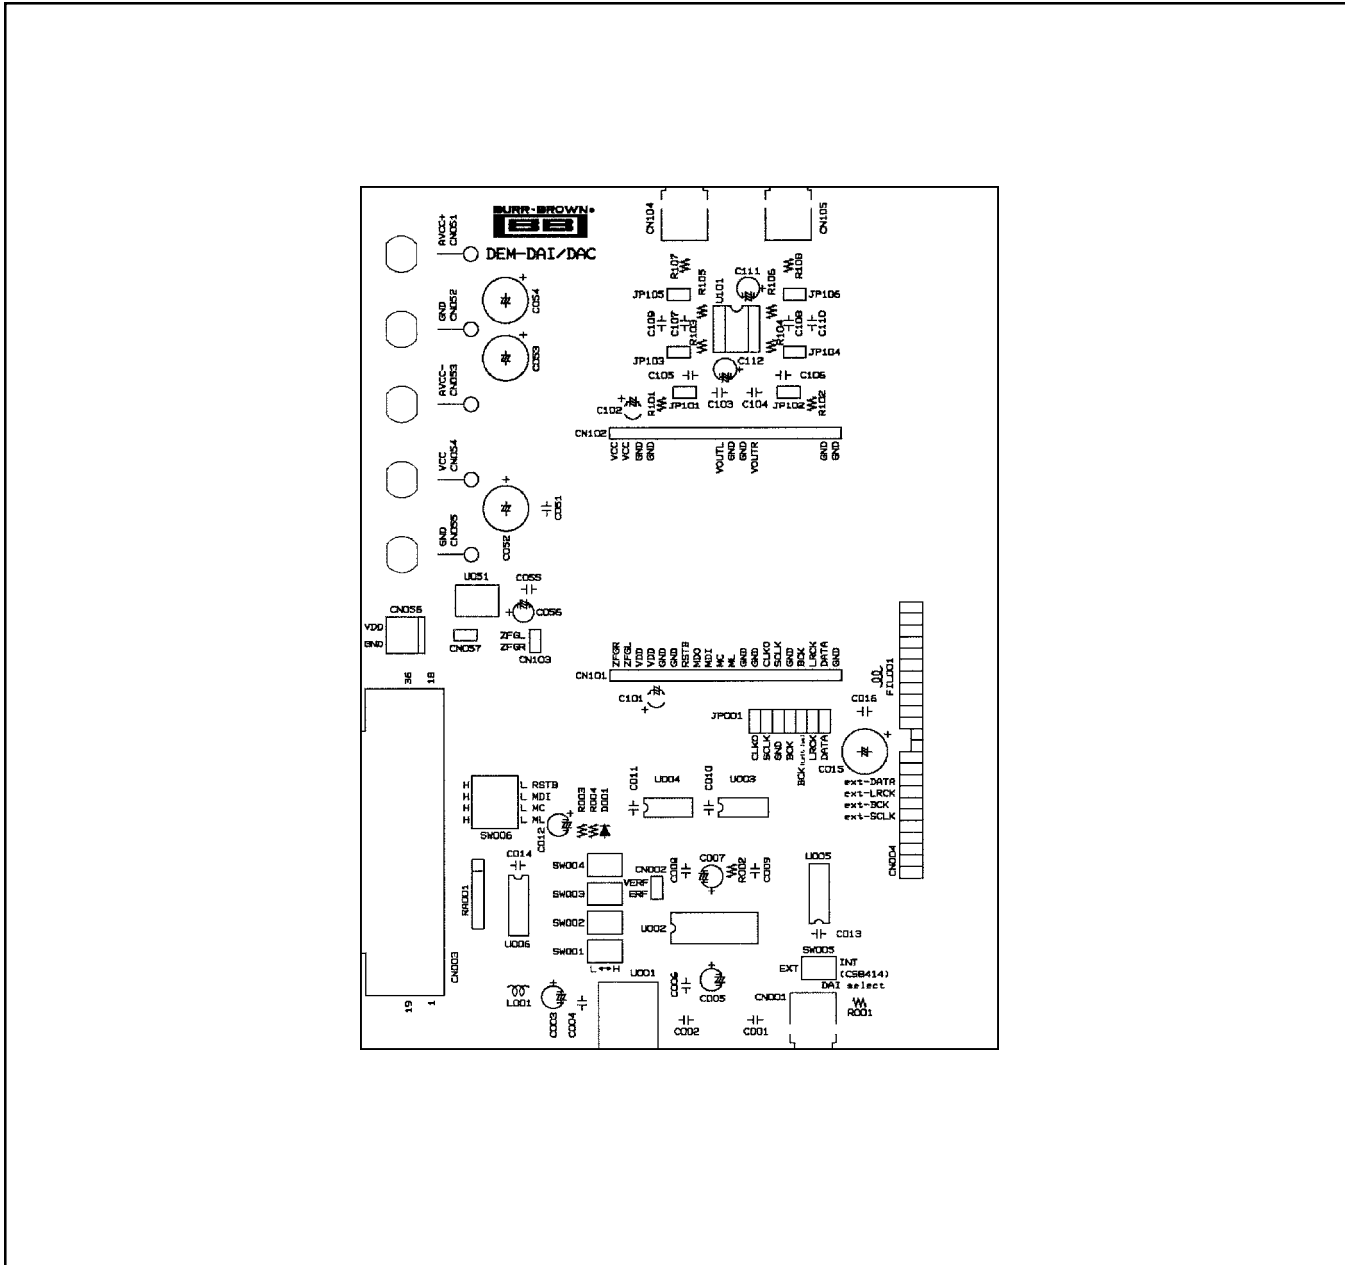 BURR-BROWN®
BB
DEM-DAI/DAC
AVCC+
CN051
GND
CN052
AVCC-
CN053
VCC
CN054
GND
CN055
C054
C053
C052
C051
CN104
CN105
R107
R105
C111
R106
R108
JP105
U101
JP106
C109
C107
R103
R104
C108
C110
JP103
C112
JP104
C105
C106
C102
R101
JP101
C103
C104
JP102
R102
CN102
VCC
VCC
GND
GND
VOUTL
GND
GND
VOUTR
GND
GND
U051
C055
C056
CN056
VDD
GND
CN057
ZFGL
ZFGR
CN103
ZFGR
ZFGL
VDD
VDD
GND
GND
RSTB
MDO
MDI
MC
ML
GND
GND
CLKO
SCLK
GND
BCK
LRCK
DATA
GND
CN101
C101
FIL001
C016
36
18
JP001
CLKO
SCLK
GND
BCK
BCK
LRCK
DATA
C015
ext-DATA
ext-LRCK
ext-BCK
ext-SCLK
H L RSTB
H L MDI
H L MC
H L ML
SW006
C012
R003
R004
D001
C011
U004
C010
U003
C014
SW004
CN002
C008
C007
R002
C009
U005
CN004
RA001
SW003
VERF
ERF
U006
SW002
U002
C013
SW001
L H
U001
SW005
EXT
INT
(CS8414)
DAI select
CN003
C006
C005
CN001
R001
19
1
L001
C003
C004
C002
C001